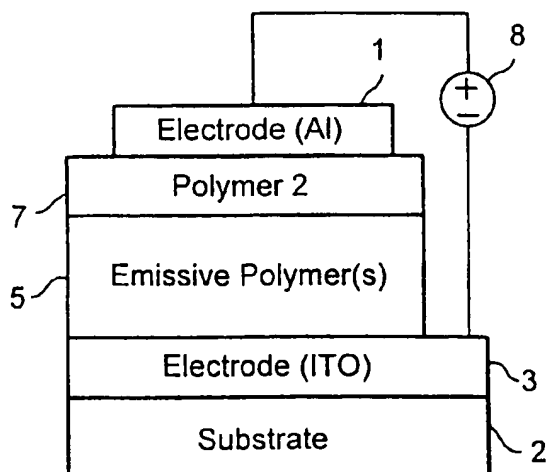 1
8
+
−
Electrode (Al)
Polymer 2
7
Emissive Polymer(s)
5
Electrode (ITO)
3
Substrate
2